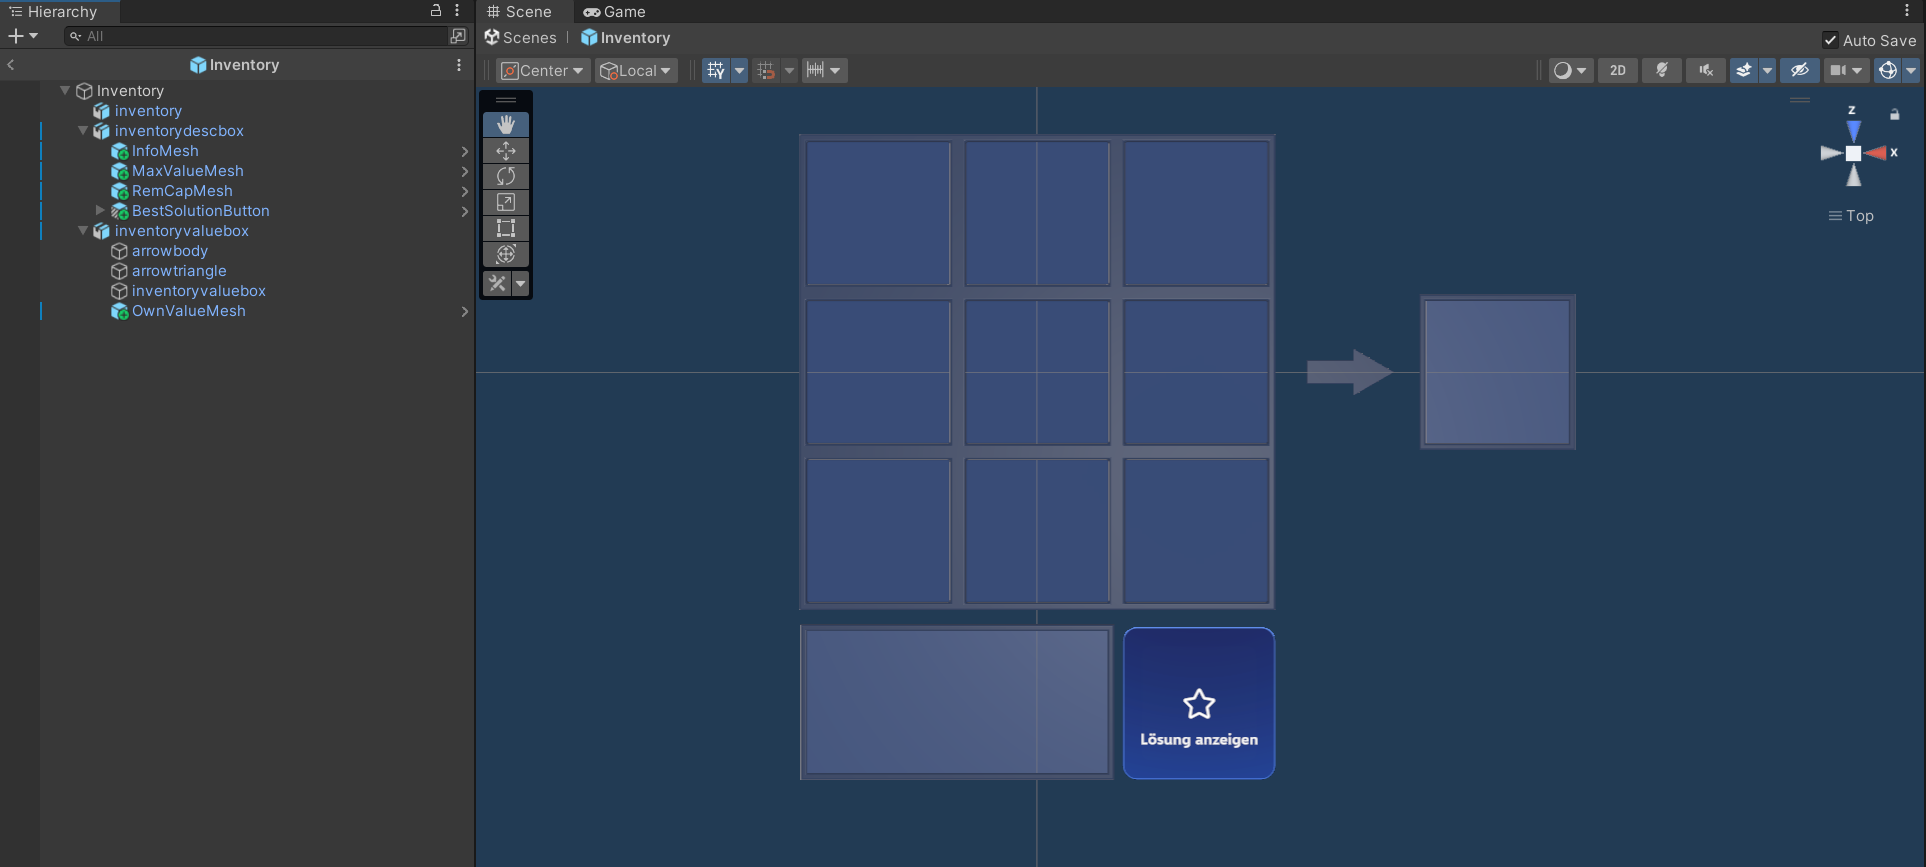 Hierarchy
All
Inventory
Inventory
inventory
inventorydescbox
InfoMesh
MaxValueMesh
RemCapMesh
BestSolutionButton
inventoryvaluebox
arrowbody
arrowtriangle
inventoryvaluebox
OwnValueMesh
Scene Game
Scenes | Inventory
Auto Save
Center Local 2D
z
x
Top
Lösung anzeigen